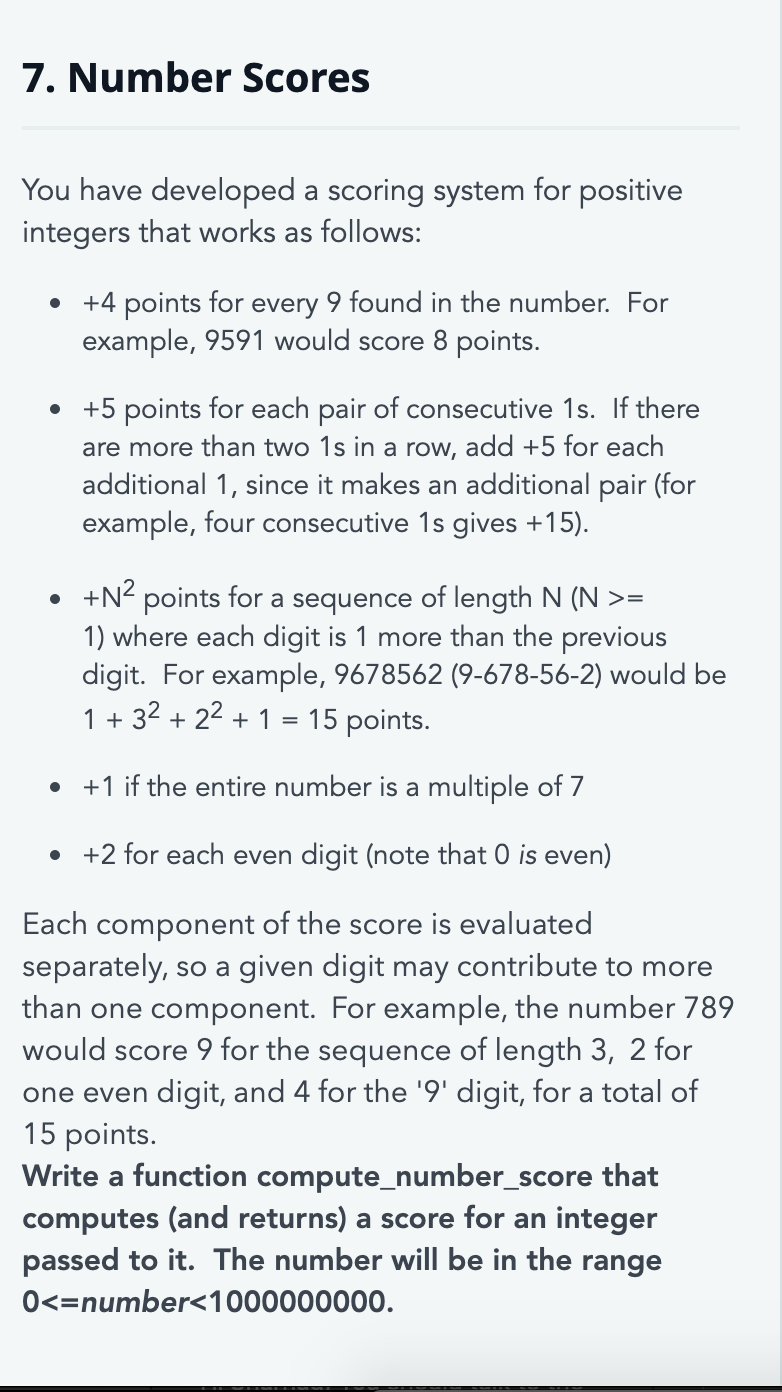 7. Number Scores
You have developed a scoring system for positive
integers that works as follows:
• +4 points for every 9 found in the number.  For
example, 9591 would score 8 points.
• +5 points for each pair of consecutive 1s.  If there
are more than two 1s in a row, add +5 for each
additional 1, since it makes an additional pair (for
example, four consecutive 1s gives +15).
• +N² points for a sequence of length N (N >=
1) where each digit is 1 more than the previous
digit.  For example, 9678562 (9-678-56-2) would be
1 + 3² + 2² + 1 = 15 points.
• +1 if the entire number is a multiple of 7
• +2 for each even digit (note that 0 is even)
Each component of the score is evaluated
separately, so a given digit may contribute to more
than one component.  For example, the number 789
would score 9 for the sequence of length 3,  2 for
one even digit, and 4 for the '9' digit, for a total of
15 points.
Write a function compute_number_score that
computes (and returns) a score for an integer
passed to it.  The number will be in the range
0<=number<1000000000.